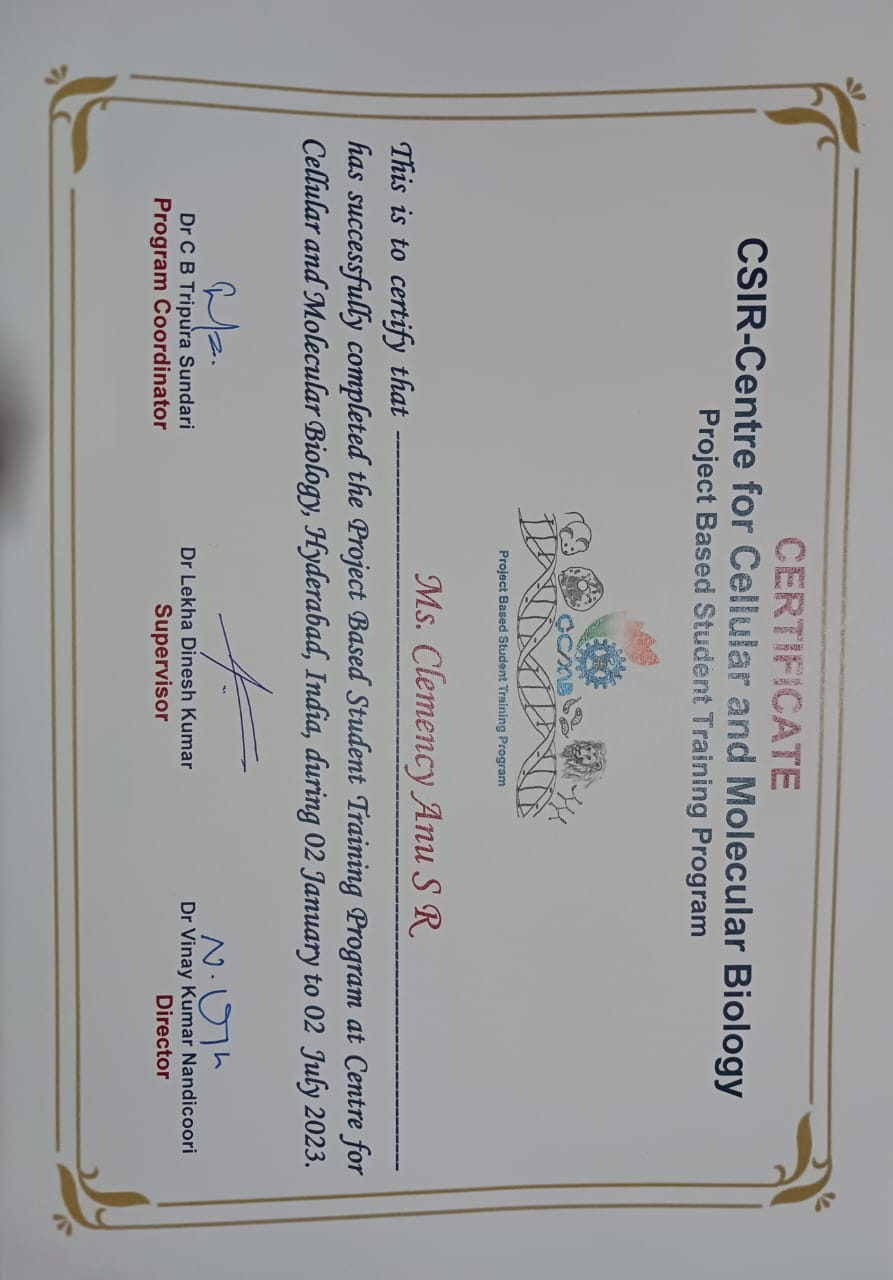 CERTIFICATE
CSIR-Centre for Cellular and Molecular Biology
Project Based Student Training Program
CCMB
Project Based Student Training Program
Ms. Clemency Anu S R
This is to certify that
has successfully completed the Project Based Student Training Program at Centre for
Cellular and Molecular Biology, Hyderabad, India, during 02 January to 02 July 2023.
Dr C B Tripura Sundari
Program Coordinator
Dr Lekha Dinesh Kumar
Supervisor
Dr Vinay Kumar Nandicoori
Director